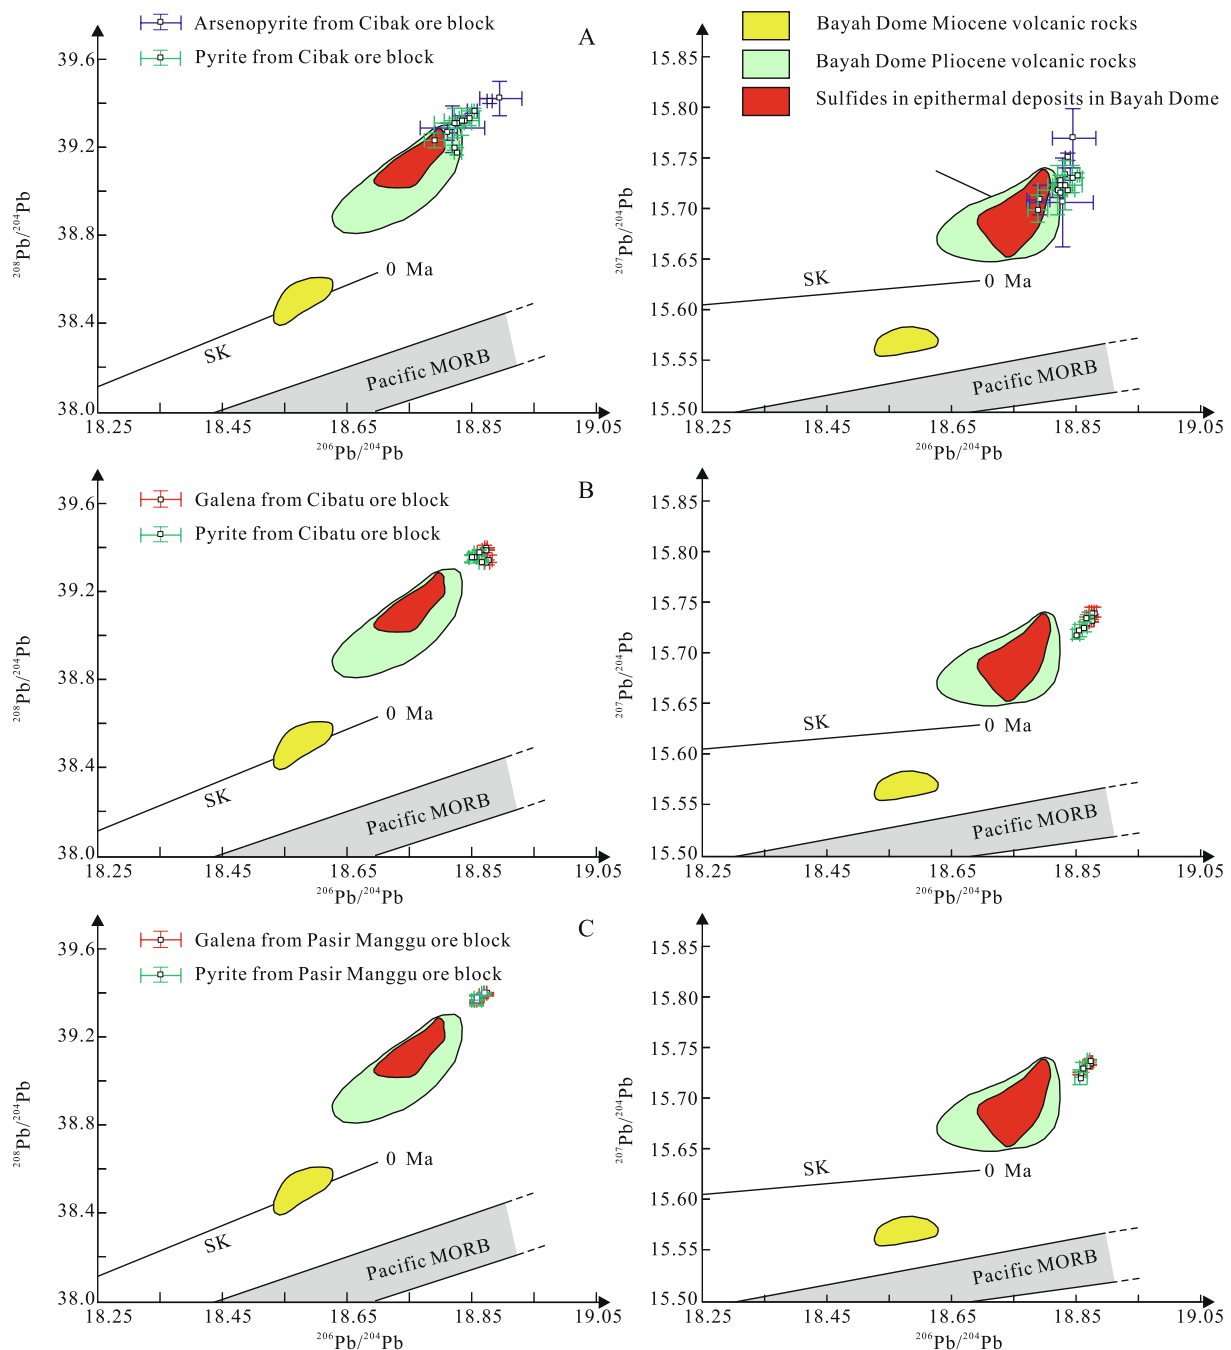 Arsenopyrite from Cibak ore block
Pyrite from Cibak ore block
A
39.6
39.2
38.8
38.4
38.0
208Pb/204Pb
0 Ma
SK
Pacific MORB
18.25 18.45 18.65 18.85 19.05
206Pb/204Pb
Bayah Dome Miocene volcanic rocks
Bayah Dome Pliocene volcanic rocks
Sulfides in epithermal deposits in Bayah Dome
15.85
15.80
15.75
15.70
15.65
15.60
15.55
15.50
207Pb/204Pb
SK
0 Ma
Pacific MORB
18.25 18.45 18.65 18.85 19.05
206Pb/204Pb
Galena from Cibatu ore block
Pyrite from Cibatu ore block
B
39.6
39.2
38.8
38.4
38.0
208Pb/204Pb
0 Ma
SK
Pacific MORB
18.25 18.45 18.65 18.85 19.05
206Pb/204Pb
15.85
15.80
15.75
15.70
15.65
15.60
15.55
15.50
207Pb/204Pb
SK
0 Ma
Pacific MORB
18.25 18.45 18.65 18.85 19.05
206Pb/204Pb
Galena from Pasir Manggu ore block
Pyrite from Pasir Manggu ore block
C
39.6
39.2
38.8
38.4
38.0
208Pb/204Pb
0 Ma
SK
Pacific MORB
18.25 18.45 18.65 18.85 19.05
206Pb/204Pb
15.85
15.80
15.75
15.70
15.65
15.60
15.55
15.50
207Pb/204Pb
SK
0 Ma
Pacific MORB
18.25 18.45 18.65 18.85 19.05
206Pb/204Pb